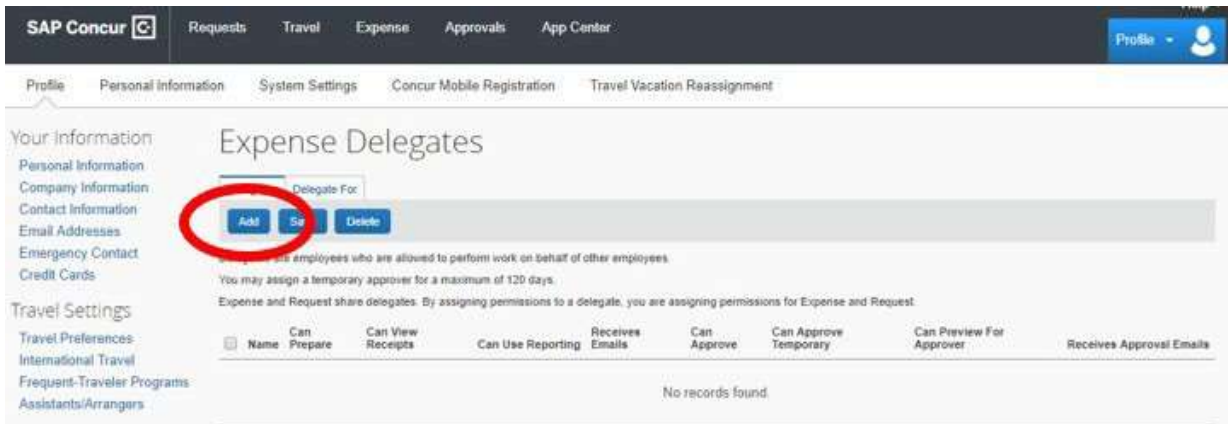 SAP Concur C Requests Travel Expense Approvals App Center
Profile
Profile Personal Information System Settings Concur Mobile Registration Travel Vacation Reassignment
Your Information
Personal Information
Company Information
Contact Information
Email Addresses
Emergency Contact
Credit Cards
Travel Settings
Travel Preferences
International Travel
Frequent-Traveler Programs
Assistants/Arrangers
Expense Delegates
Delegate For
Add Delete
employees who are allowed to perform work on behalf of other employees.
You may assign a temporary approver for a maximum of 120 days.
Expense and Request share delegates. By assigning permissions to a delegate, you are assigning permissions for Expense and Request.
Name Can Prepare Can View Receipts Can Use Reporting Receives Emails Can Approve Can Approve Temporary Can Preview For Approver Receives Approval Emails
No records found.